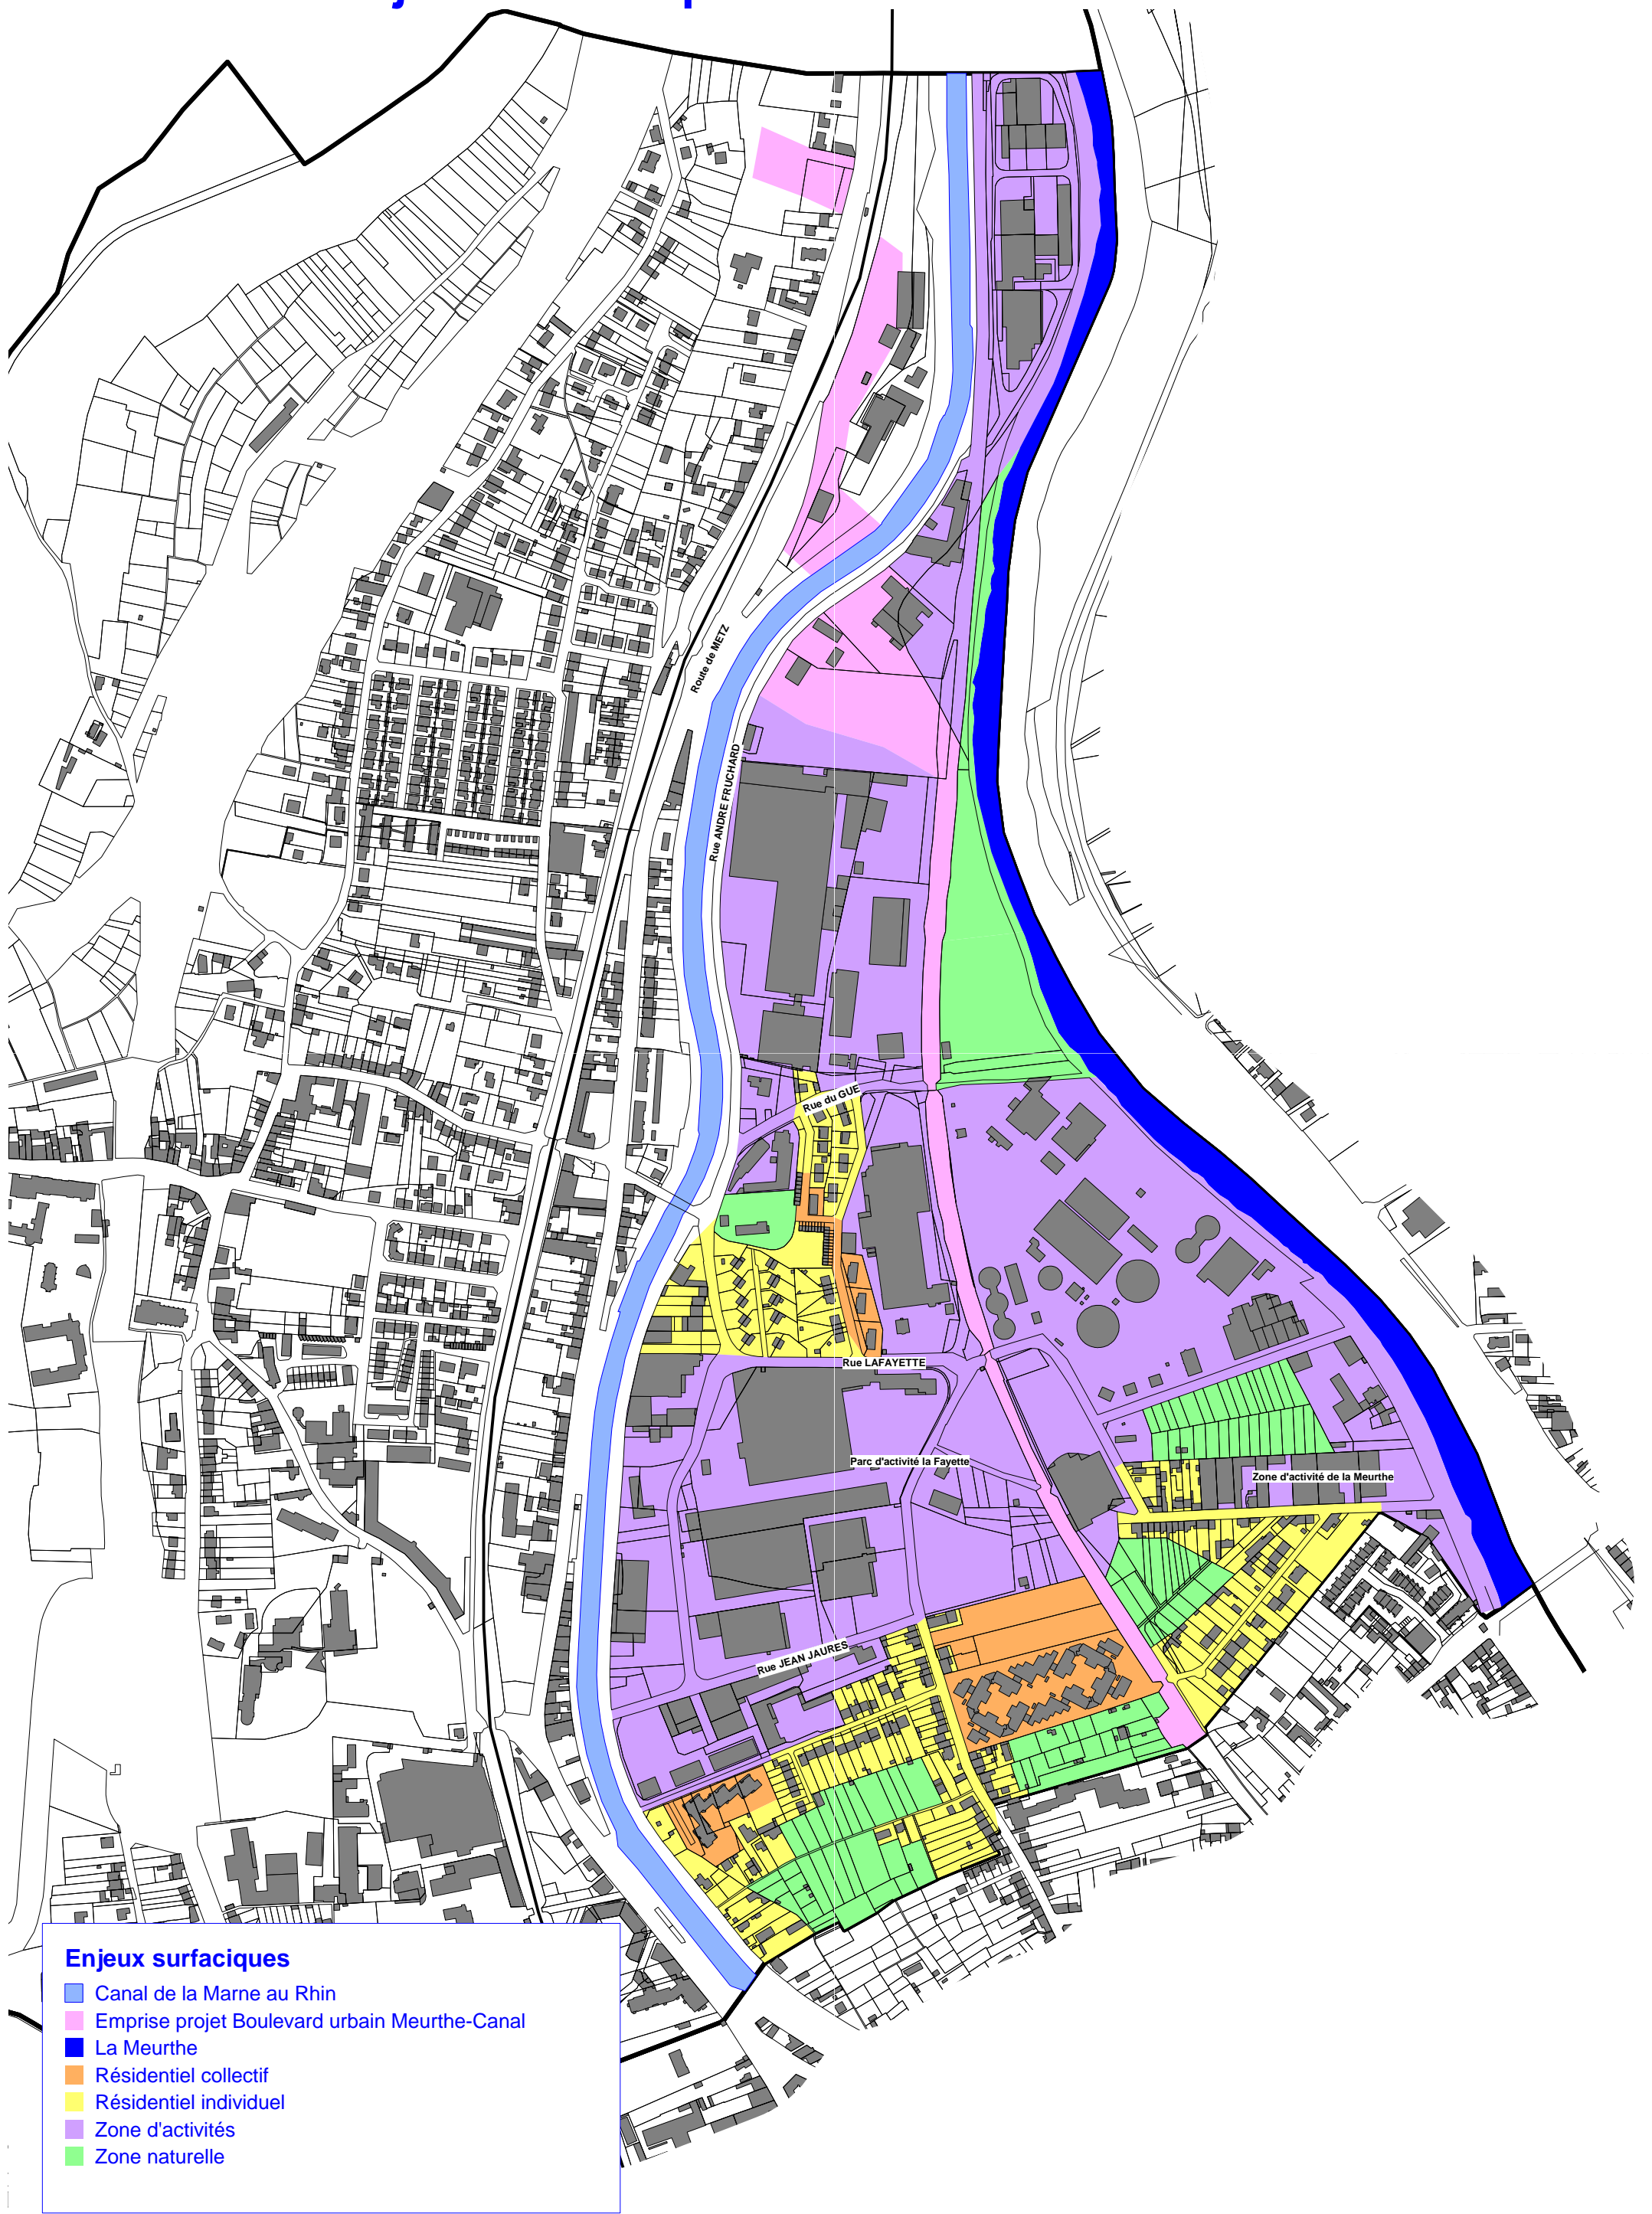 Route de METZ
Rue ANDRE FRUCHARD
Rue du GUE
Rue LAFAYETTE
Parc d'activité la Fayette
Zone d'activité de la Meurthe
Rue JEAN JAURES
Enjeux surfaciques
Canal de la Marne au Rhin
Emprise projet Boulevard urbain Meurthe-Canal
La Meurthe
Résidentiel collectif
Résidentiel individuel
Zone d'activités
Zone naturelle